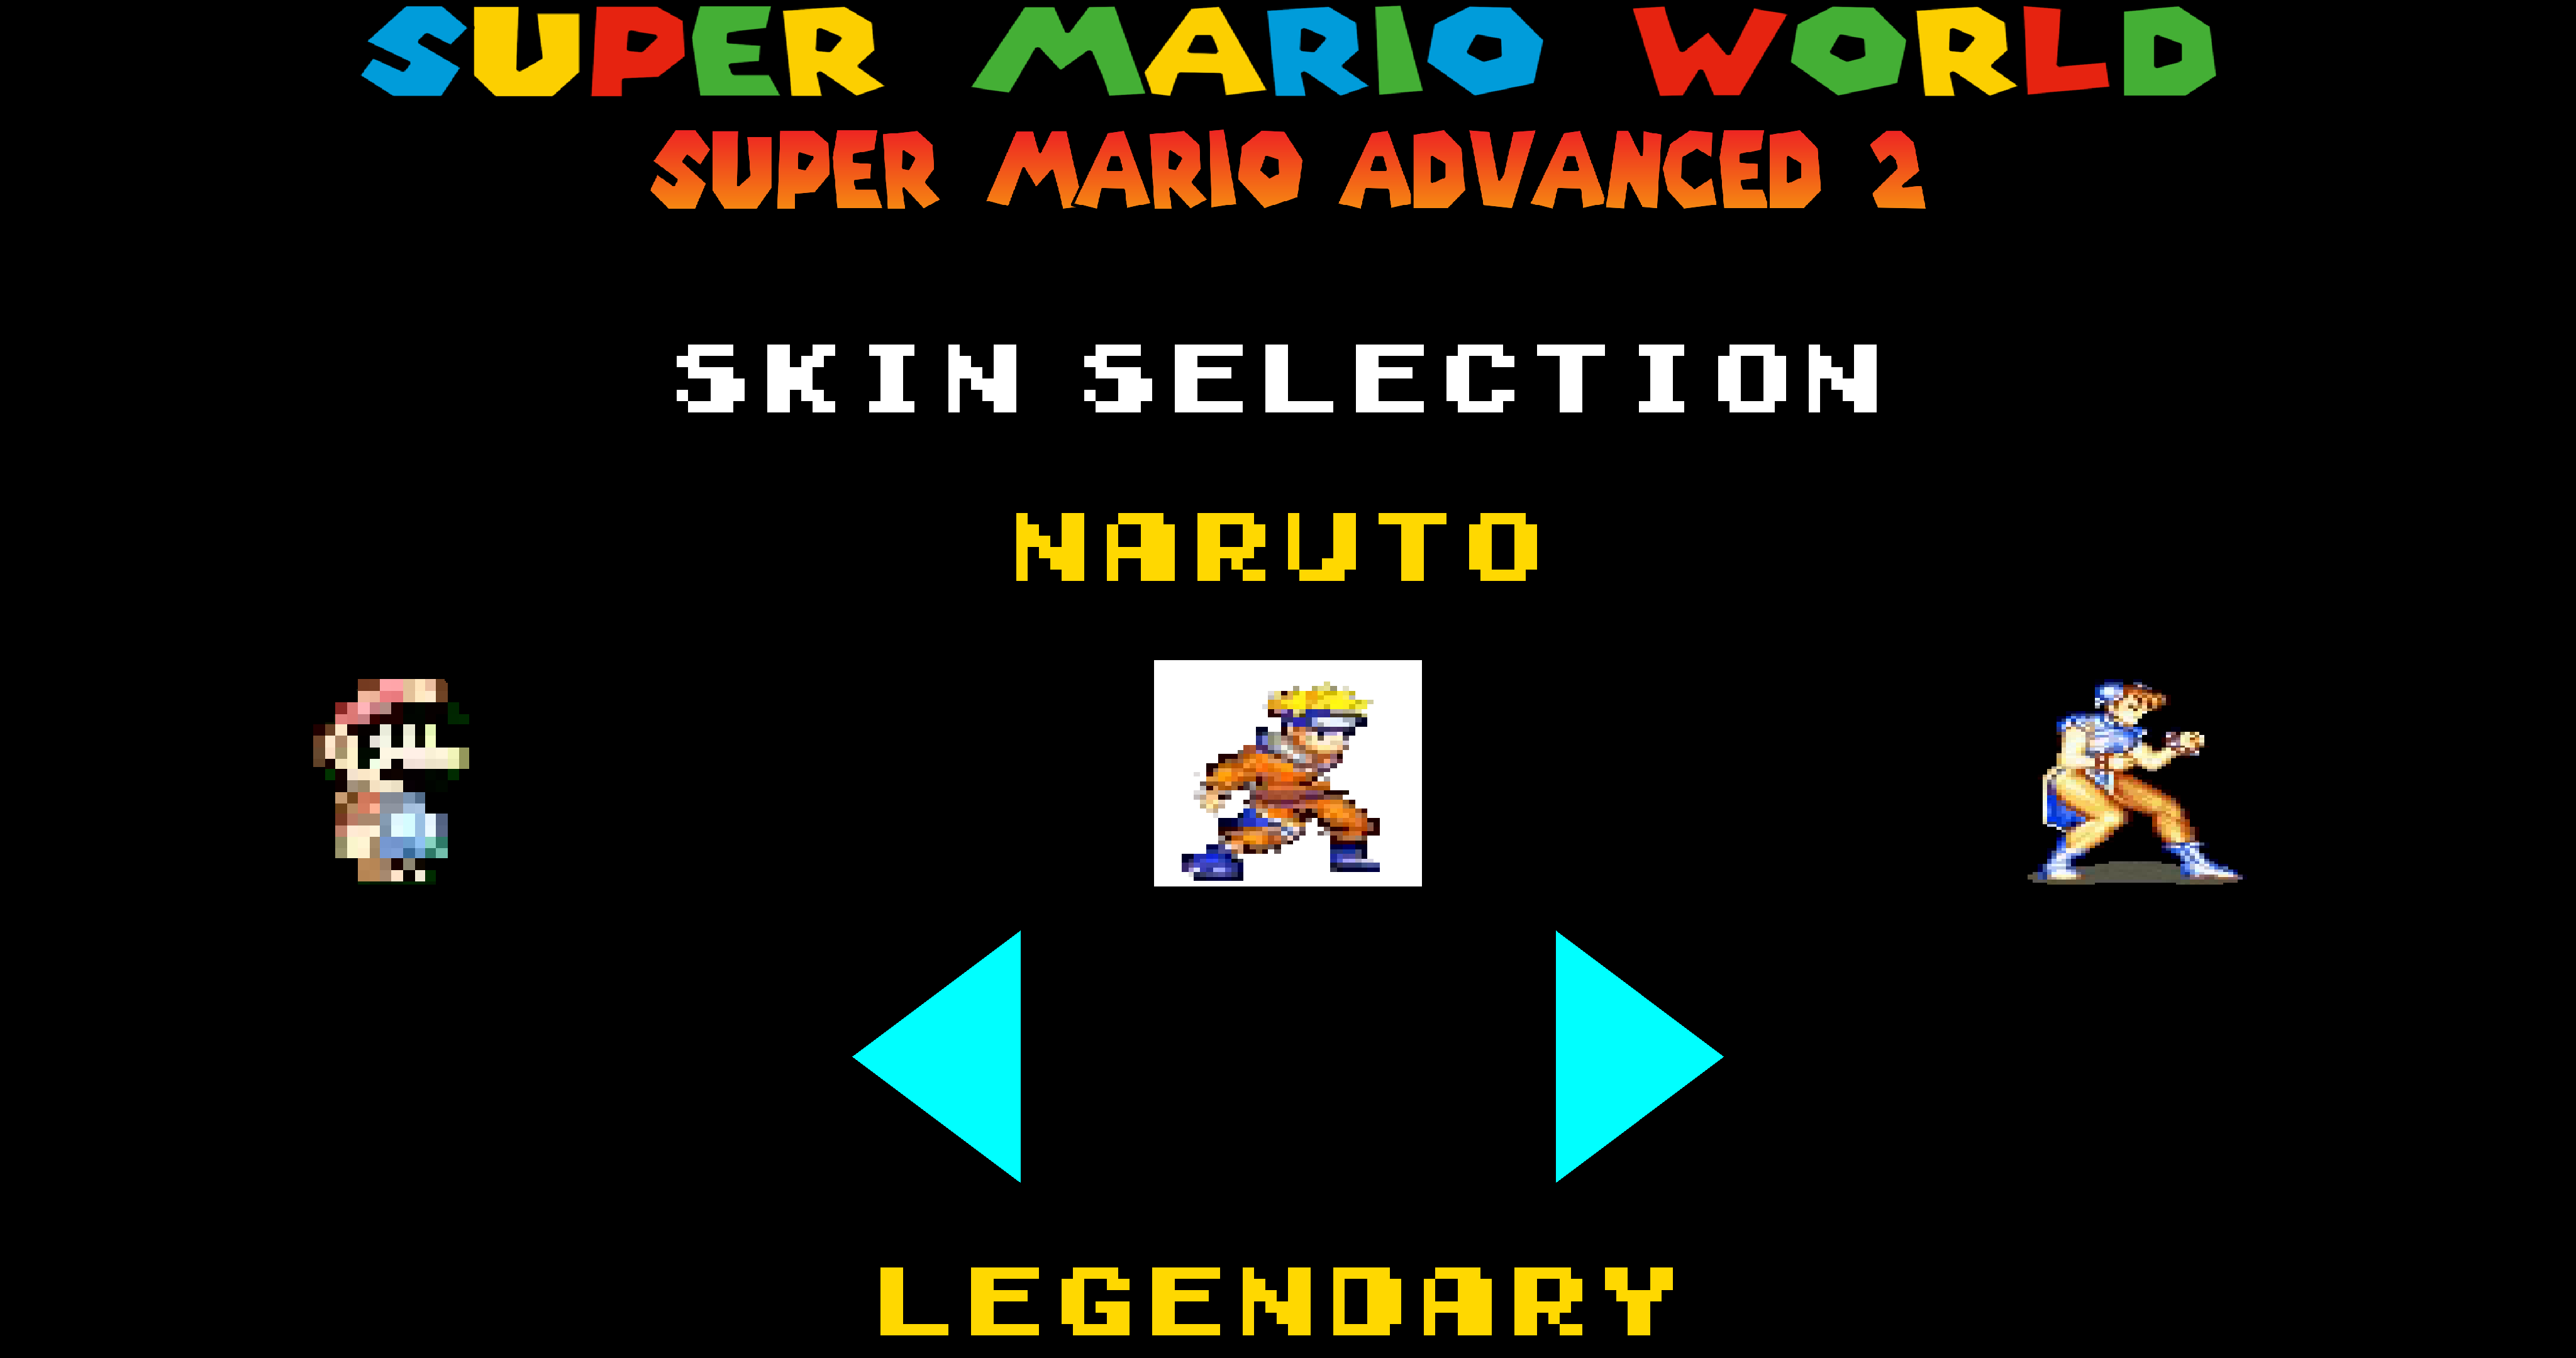 SUPER MARIO WORLD
SUPER MARIO ADVANCED 2
SKIN SELECTION
NARUTO
LEGENDARY